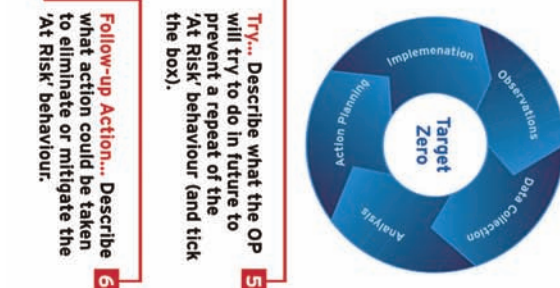 Observations
Data Collection
Analysis
Action Planning
Implemenation
Target
Zero
Try... Describe what the OP
will try to do in future to
prevent a repeat of the
'At Risk' behaviour (and tick
the box).
5
Follow-up Action... Describe
what action could be taken
to eliminate or mitigate the
'At Risk' behaviour.
6